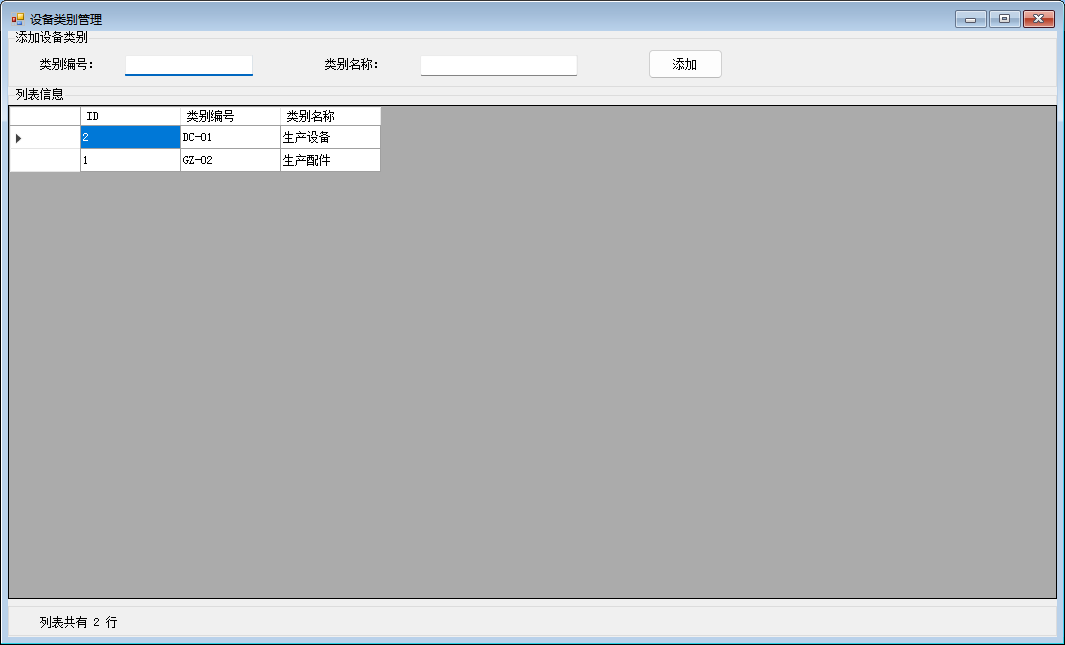 设备类别管理
添加设备类别
类别编号： 类别名称： 添加
列表信息
ID 类别编号 类别名称
2 DC-01 生产设备
1 GZ-02 生产配件
列表共有 2 行